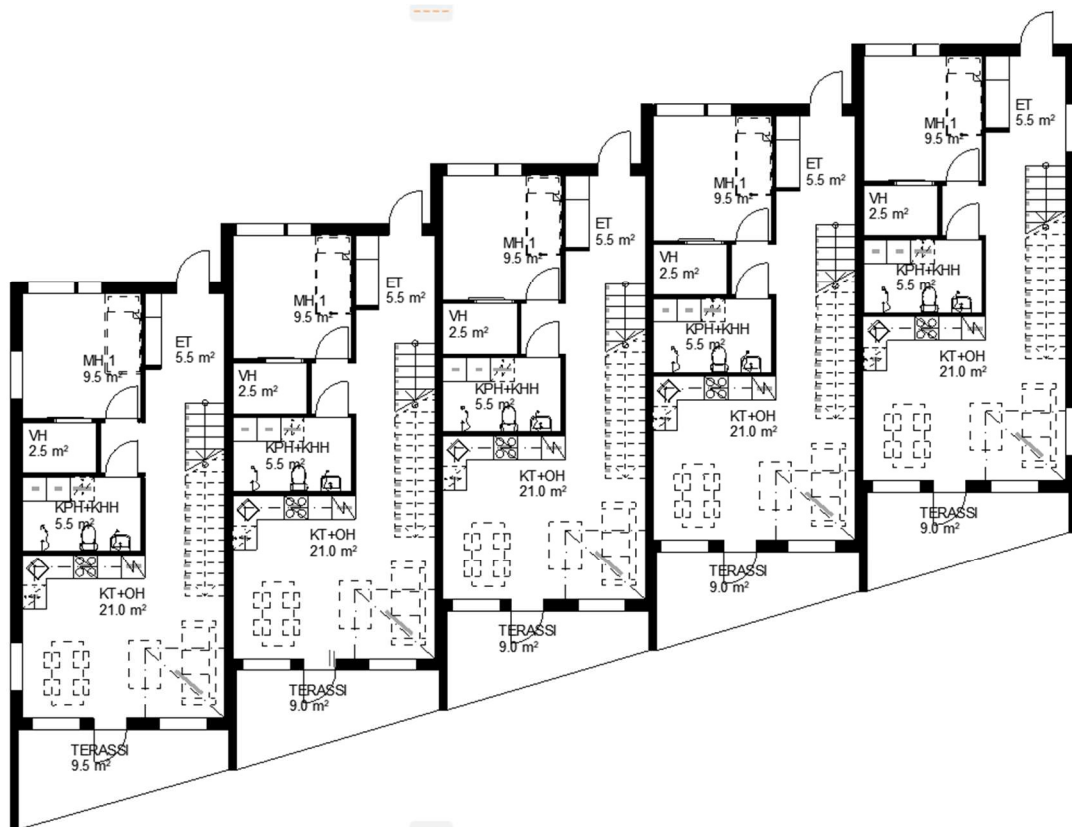 MH 1
9.5 m²
ET
5.5 m²
VH
2.5 m²
KPH+KHH
5.5 m²
KT+OH
21.0 m²
TERASSI
9.5 m²
MH 1
9.5 m²
ET
5.5 m²
VH
2.5 m²
KPH+KHH
5.5 m²
KT+OH
21.0 m²
TERASSI
9.0 m²
MH 1
9.5 m²
ET
5.5 m²
VH
2.5 m²
KPH+KHH
5.5 m²
KT+OH
21.0 m²
TERASSI
9.0 m²
MH 1
9.5 m²
ET
5.5 m²
VH
2.5 m²
KPH+KHH
5.5 m²
KT+OH
21.0 m²
TERASSI
9.0 m²
MH 1
9.5 m²
ET
5.5 m²
VH
2.5 m²
KPH+KHH
5.5 m²
KT+OH
21.0 m²
TERASSI
9.0 m²